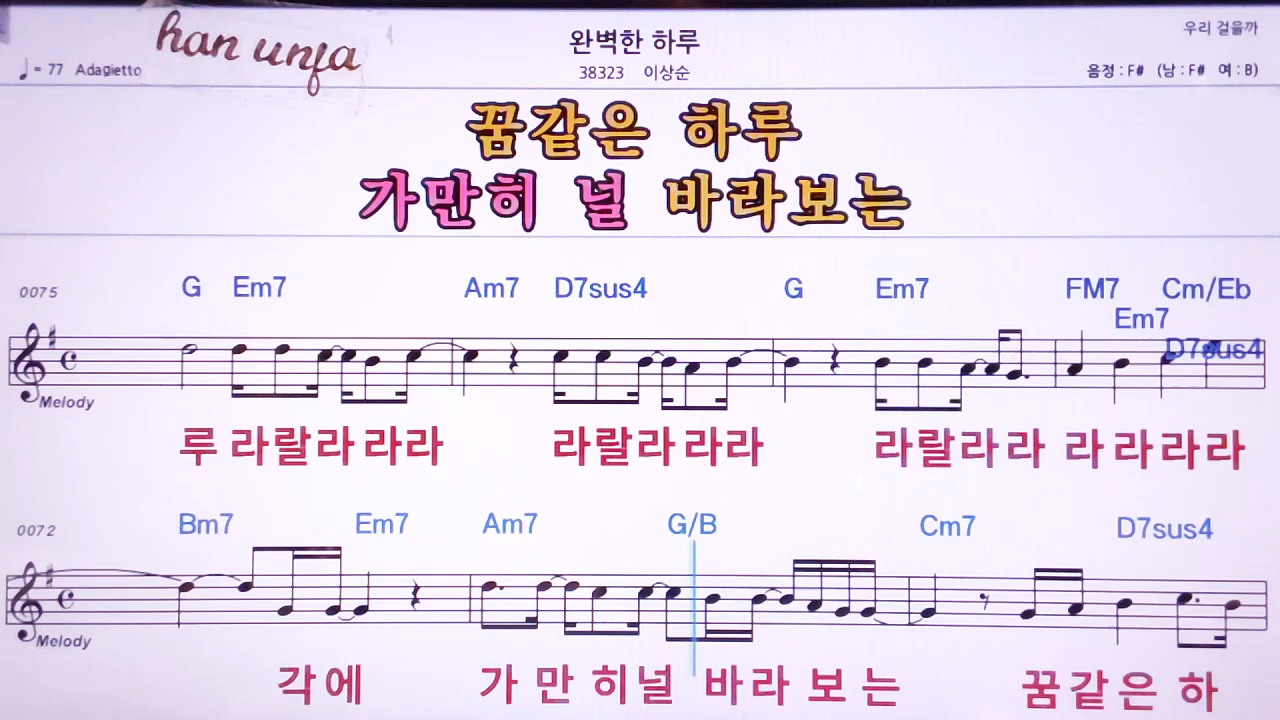 han unja
완벽한 하루
우리 걸을까
♩= 77 Adagietto
38323 이상순
음정 : F# (남 : F# 여 : B)
꿈같은 하루
가만히 널 바라보는
0075 G Em7 Am7 D7sus4 G Em7 FM7 Cm/Eb
Em7
D7sus4
Melody
루 라랄라 라라 라랄라 라라 라랄라라 라라라라
0072 Bm7 Em7 Am7 G/B Cm7 D7sus4
Melody
각에 가 만 히널 바라 보 는 꿈같은 하